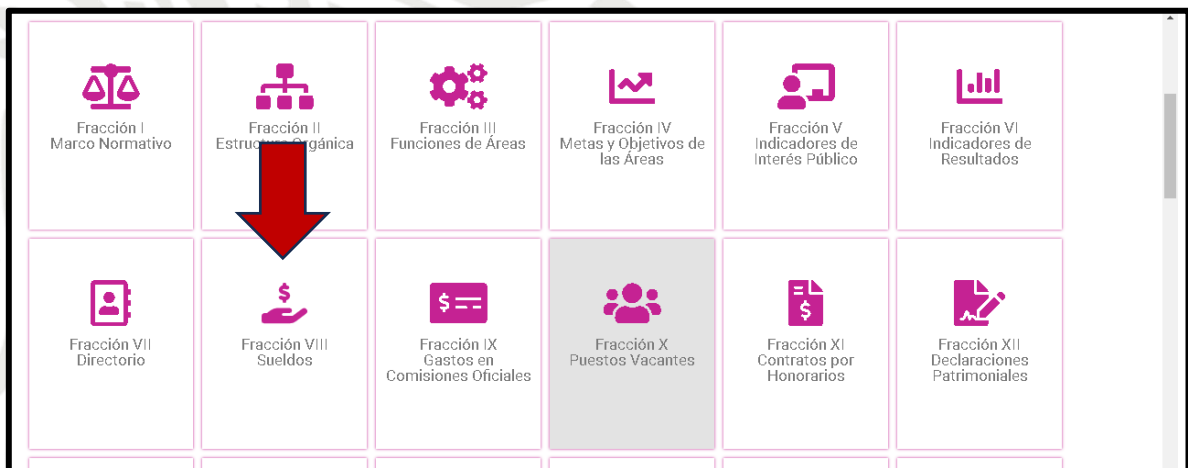 Fracción I
Marco Normativo
Fracción II
Estructura Orgánica
Fracción III
Funciones de Áreas
Fracción IV
Metas y Objetivos de
las Áreas
Fracción V
Indicadores de
Interés Público
Fracción VI
Indicadores de
Resultados
Fracción VII
Directorio
$
Fracción VIII
Sueldos
$
Fracción IX
Gastos en
Comisiones Oficiales
Fracción X
Puestos Vacantes
$
Fracción XI
Contratos por
Honorarios
Fracción XII
Declaraciones
Patrimoniales